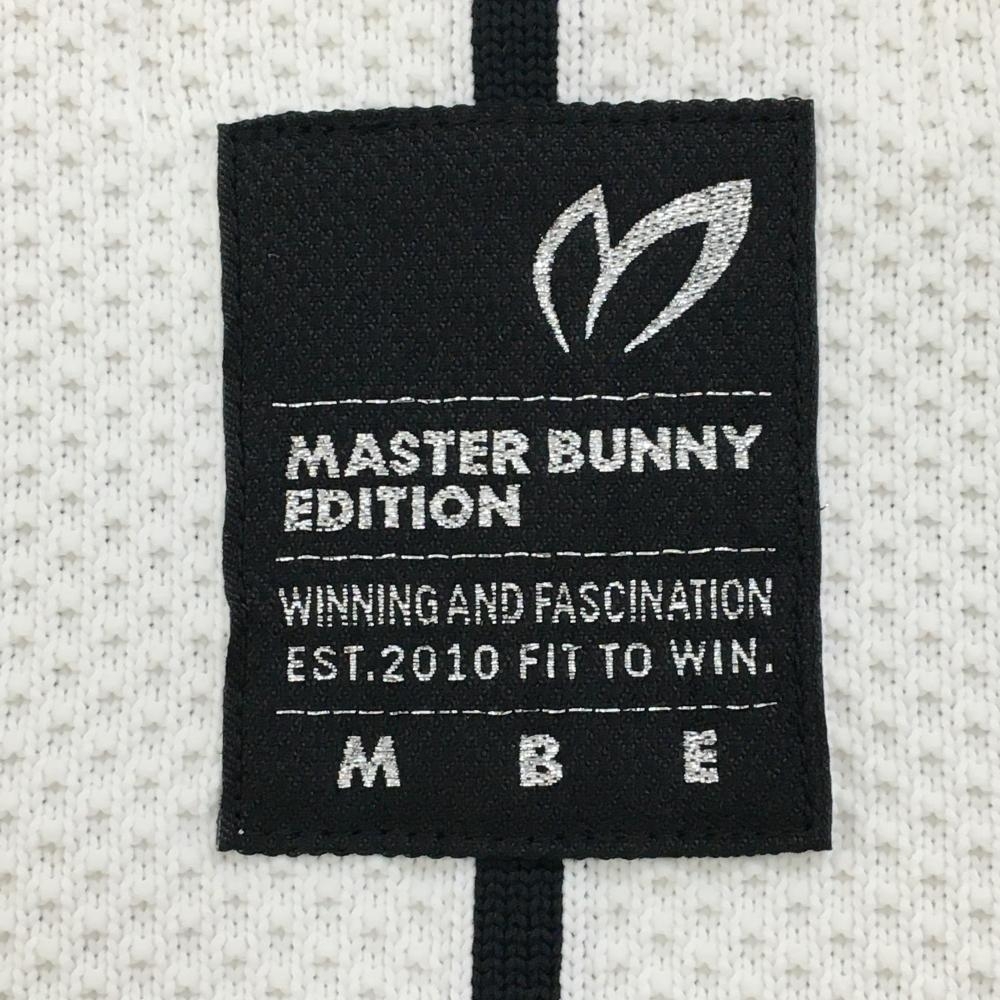 MASTER BUNNY
EDITION
WINNING AND FASCINATION
EST.2010 FIT TO WIN.
M B E